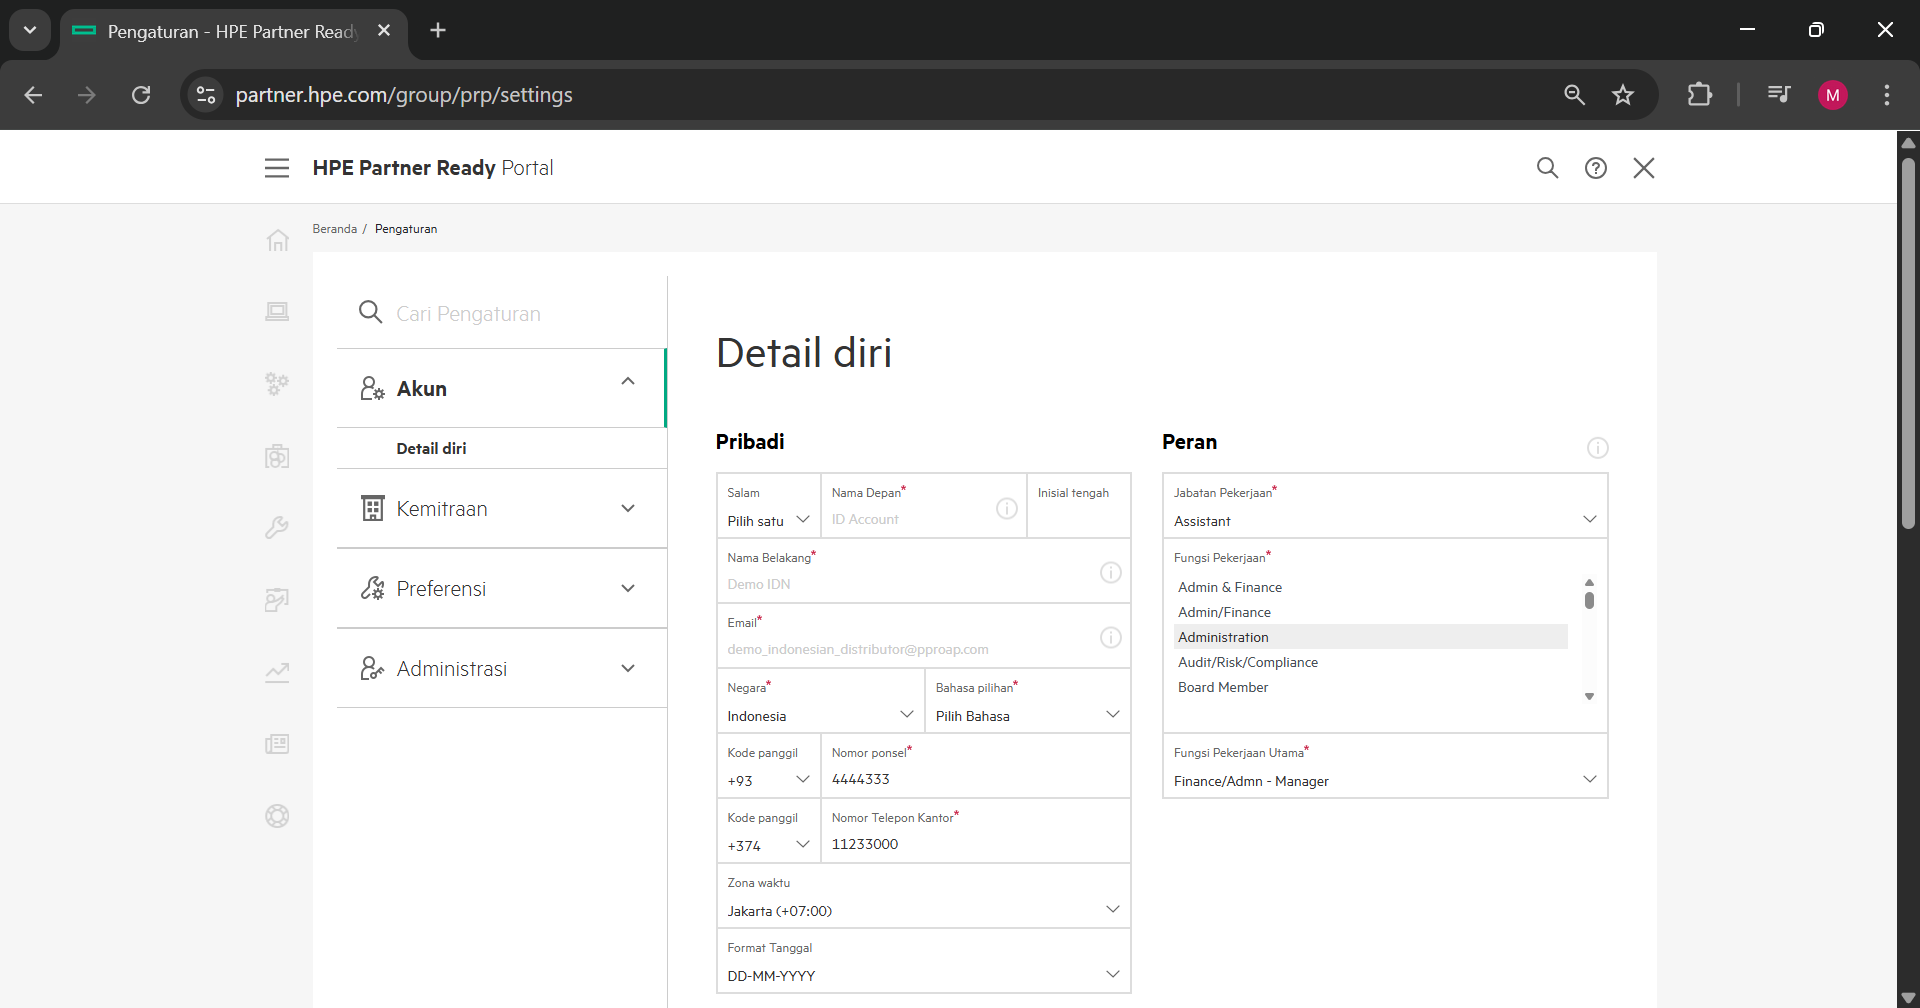 Pengaturan - HPE Partner Read
partner.hpe.com/group/prp/settings
M
HPE Partner Ready Portal
Beranda / Pengaturan
Cari Pengaturan
Akun
Detail diri
Kemitraan
Preferensi
Administrasi
Detail diri
Pribadi
Salam
Pilih satu
Nama Depan*
ID Account
Inisial tengah
Nama Belakang*
Demo IDN
Email*
demo_indonesian_distributor@pproap.com
Negara*
Indonesia
Bahasa pilihan*
Pilih Bahasa
Kode panggil
+93
Nomor ponsel*
4444333
Kode panggil
+374
Nomor Telepon Kantor*
11233000
Zona waktu
Jakarta (+07:00)
Format Tanggal
DD-MM-YYYY
Peran
Jabatan Pekerjaan*
Assistant
Fungsi Pekerjaan*
Admin & Finance
Admin/Finance
Administration
Audit/Risk/Compliance
Board Member
Fungsi Pekerjaan Utama*
Finance/Admn - Manager